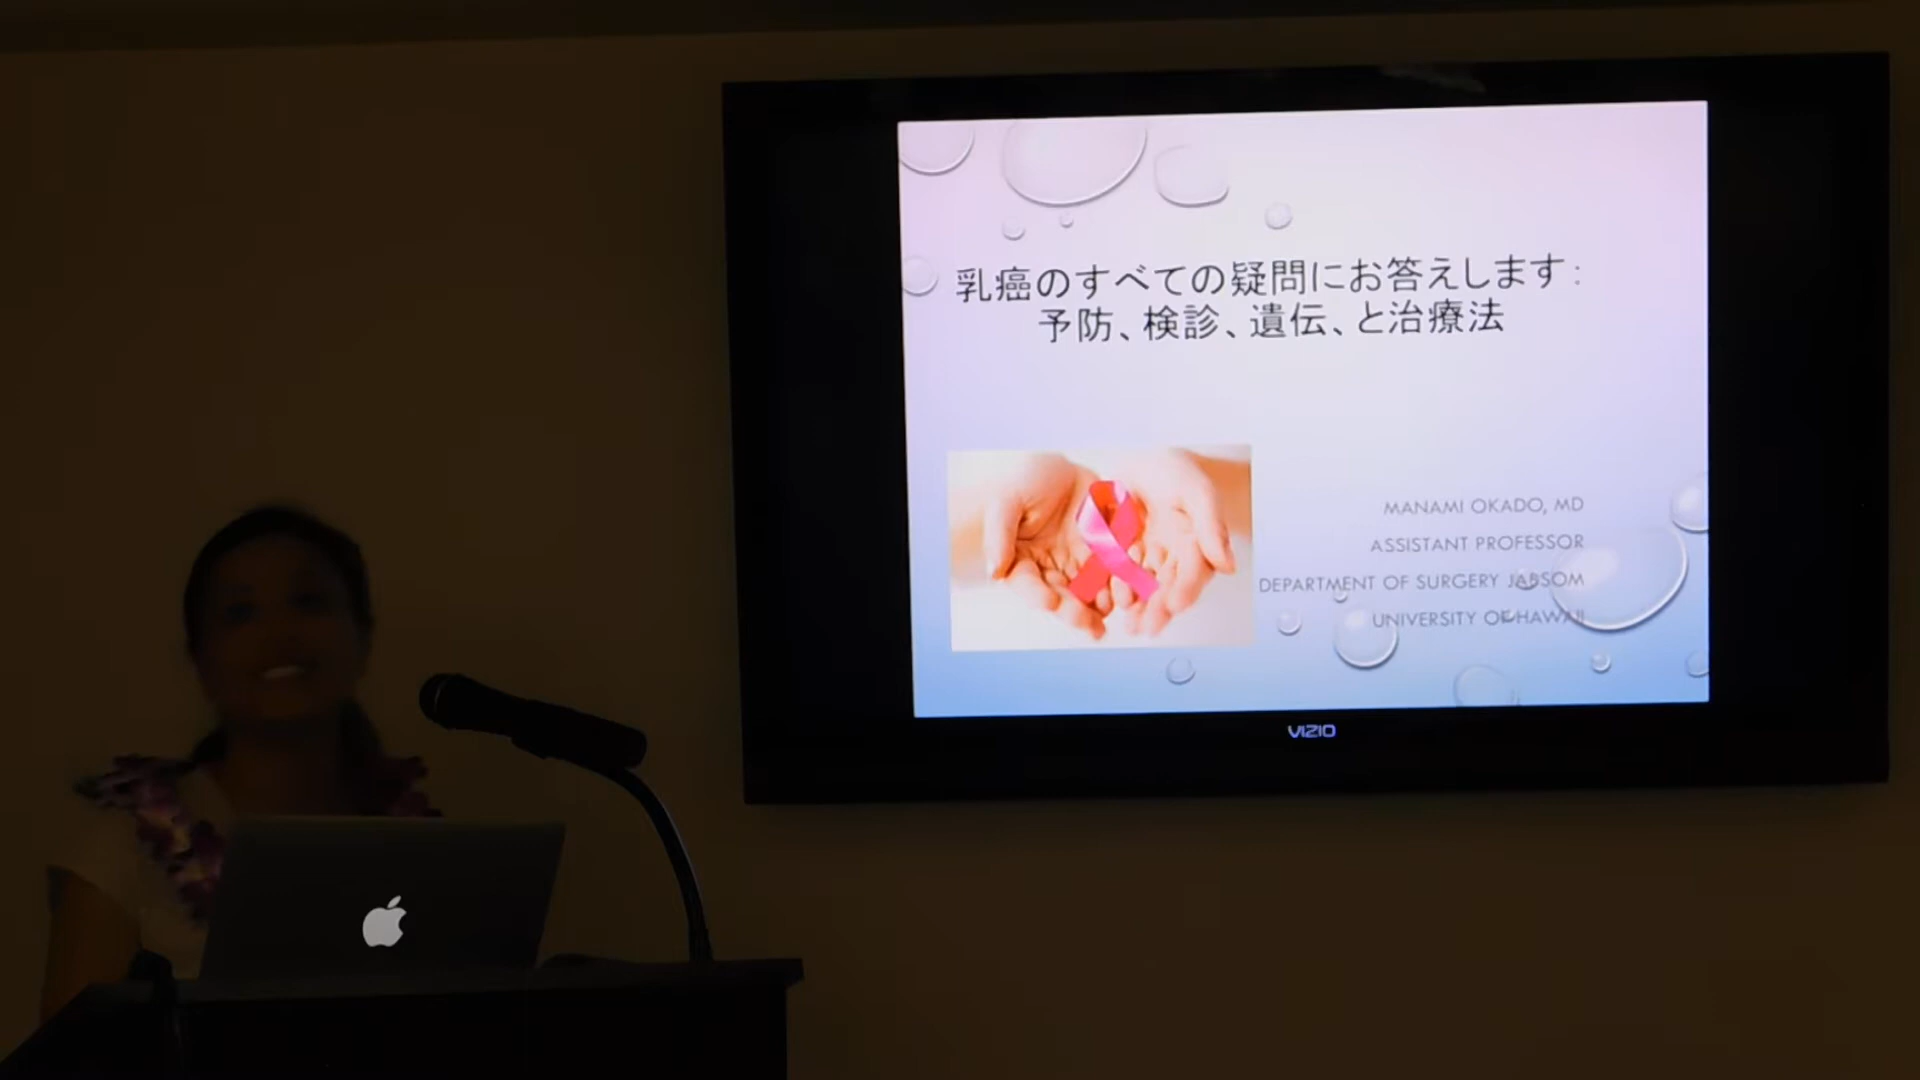 乳癌のすべての疑問にお答えします:
予防、検診、遺伝、と治療法
MANAMI OKADO, MD
ASSISTANT PROFESSOR
DEPARTMENT OF SURGERY JABSOM
UNIVERSITY OF HAWAII
VIZIO